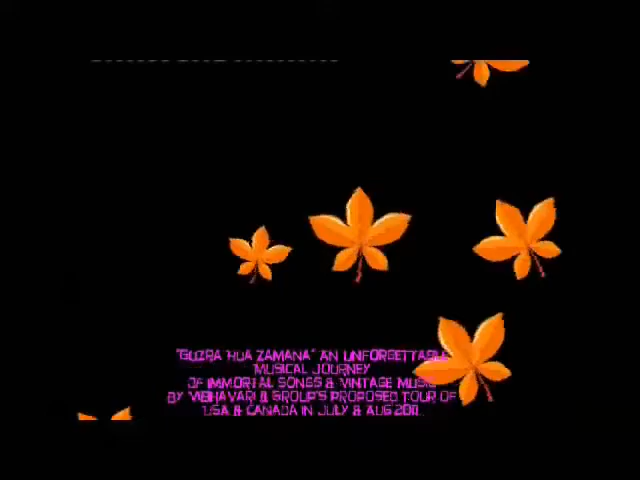 "GUZRA HUA ZAMANA" AN UNFORGETTABLE
MUSICAL JOURNEY
OF IMMORTAL SONGS & VINTAGE MUSIC
BY VIBHAVARI & GROUP'S PROPOSED TOUR OF
USA & CANADA IN JULY & AUG 2011.